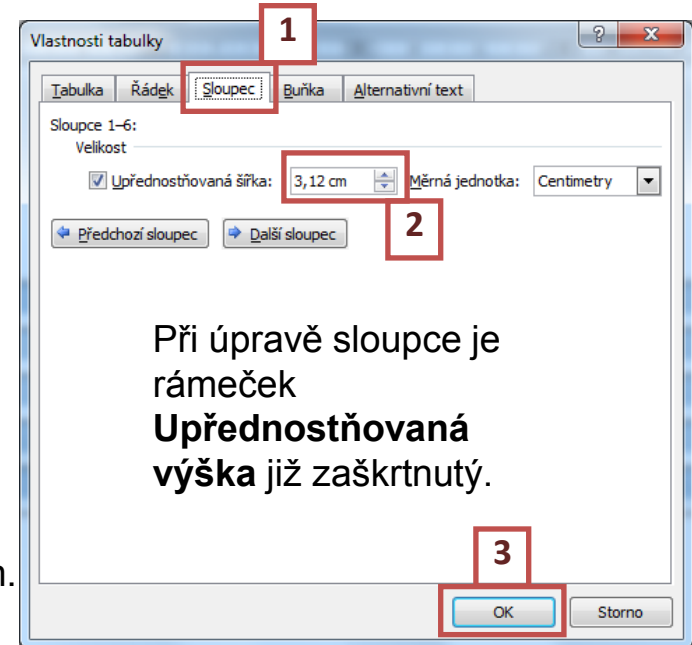 1
Vlastnosti tabulky
Tabulka Řádek Sloupec Buňka Alternativní text
Sloupce 1–6:
Velikost
Upřednostňovaná šířka: 3,12 cm Měrná jednotka: Centimetry
2
Předchozí sloupec Další sloupec
Při úpravě sloupce je
rámeček
Upřednostňovaná
výška již zaškrtnutý.
3
OK Storno